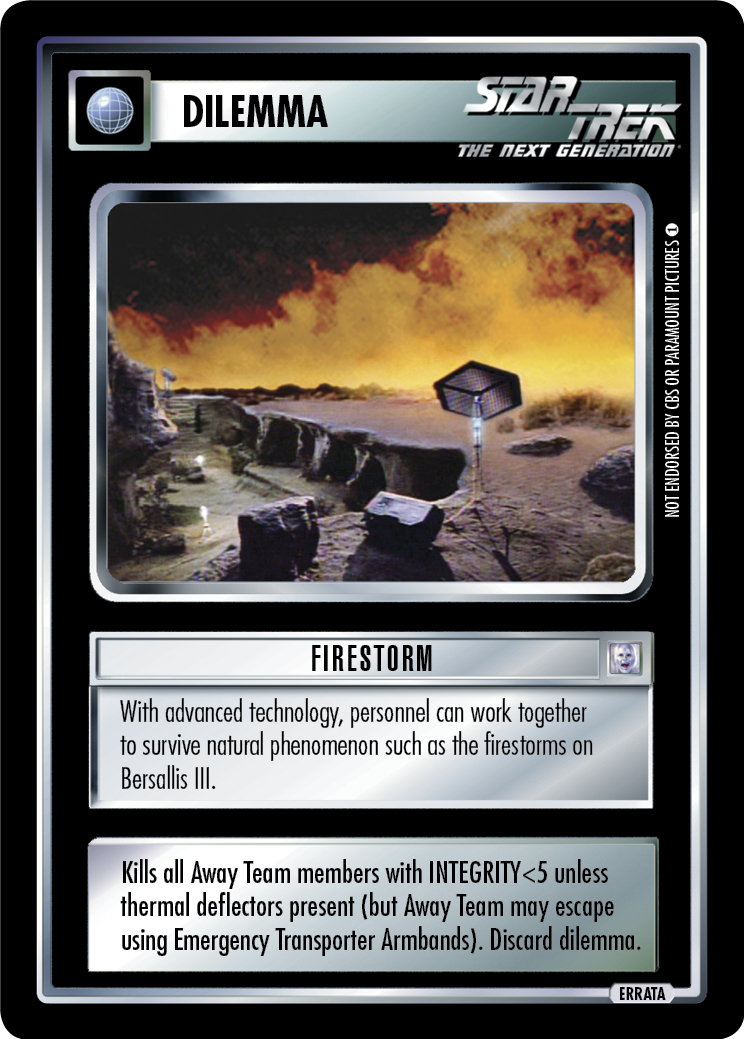 DILEMMA
STAR TREK
THE NEXT GENERATION
NOT ENDORSED BY CBS OR PARAMOUNT PICTURES 1
FIRESTORM
With advanced technology, personnel can work together
to survive natural phenomenon such as the firestorms on
Bersallis III.
Kills all Away Team members with INTEGRITY<5 unless
thermal deflectors present (but Away Team may escape
using Emergency Transporter Armbands). Discard dilemma.
ERRATA